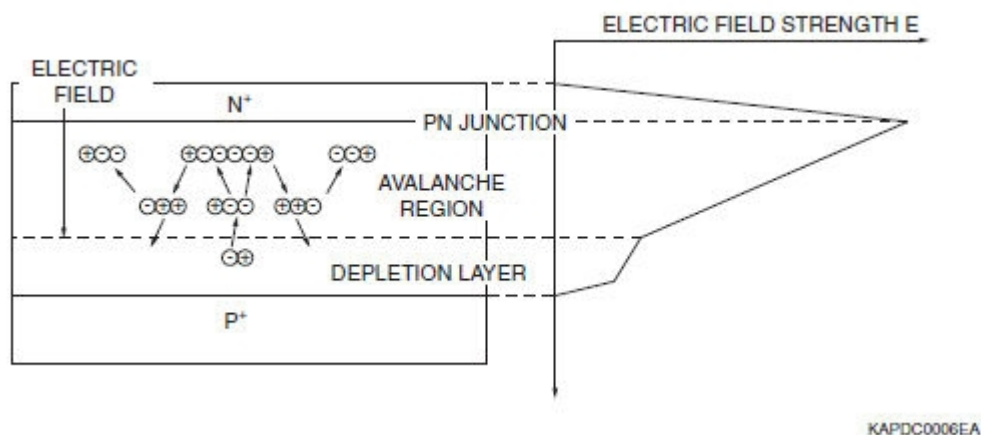 ELECTRIC FIELD STRENGTH E
ELECTRIC
FIELD
N+
PN JUNCTION
⊕⊖⊖ ⊕⊖⊖⊖⊖⊕ ⊖⊖⊕
AVALANCHE
REGION
⊖⊕⊕ ⊕⊖⊖ ⊕⊕⊖
⊖⊕
DEPLETION LAYER
P+
KAPDC0006EA